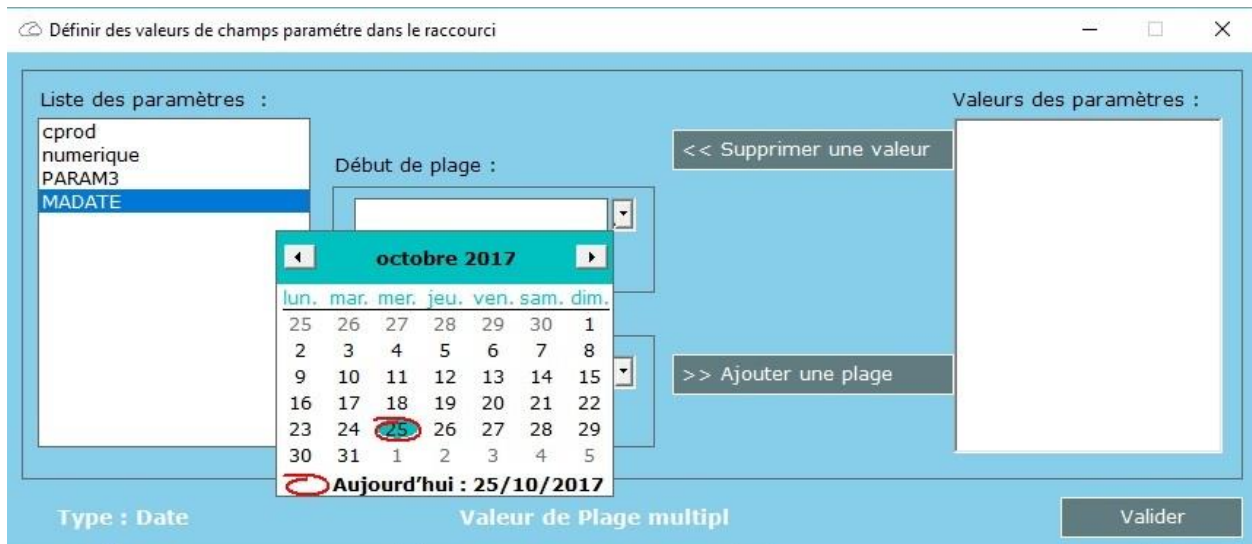 Définir des valeurs de champs paramétre dans le raccourci
Liste des paramètres :
Valeurs des paramètres :
cprod
numerique
PARAM3
MADATE
Début de plage :
<< Supprimer une valeur
octobre 2017
lun. mar. mer. jeu. ven. sam. dim.
25 26 27 28 29 30 1
2 3 4 5 6 7 8
9 10 11 12 13 14 15
16 17 18 19 20 21 22
23 24 25 26 27 28 29
30 31 1 2 3 4 5
Aujourd'hui : 25/10/2017
>> Ajouter une plage
Type : Date
Valeur de Plage multipl
Valider